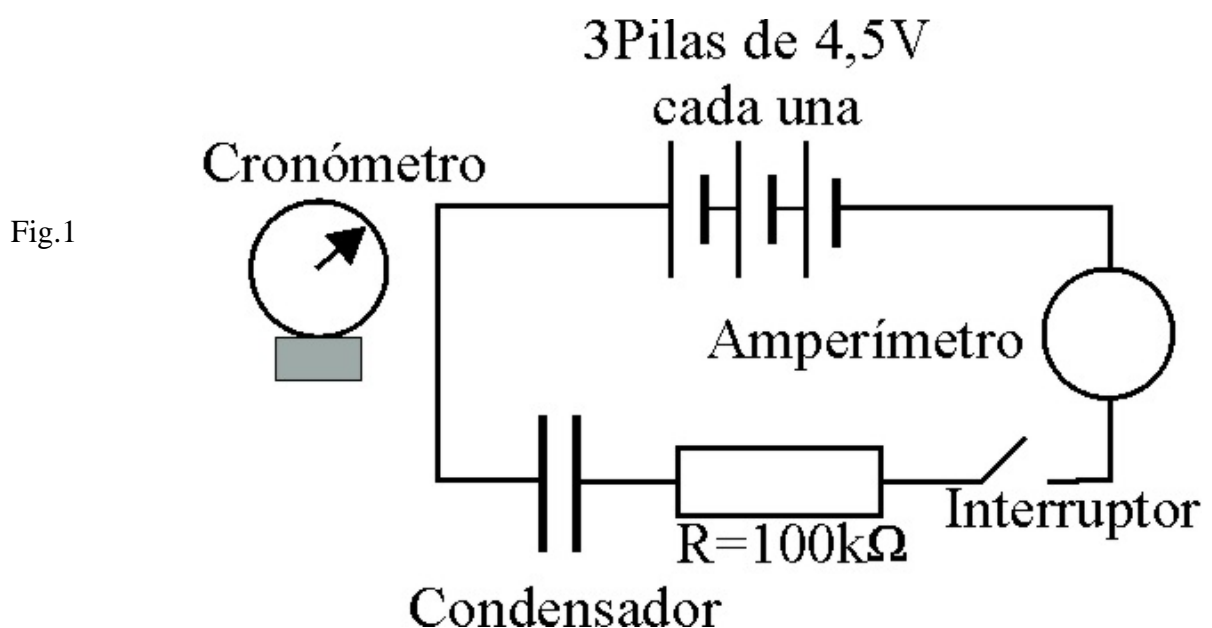 3Pilas de 4,5V
cada una
Cronómetro
Fig.1
Amperímetro
Interruptor
R=100kΩ
Condensador